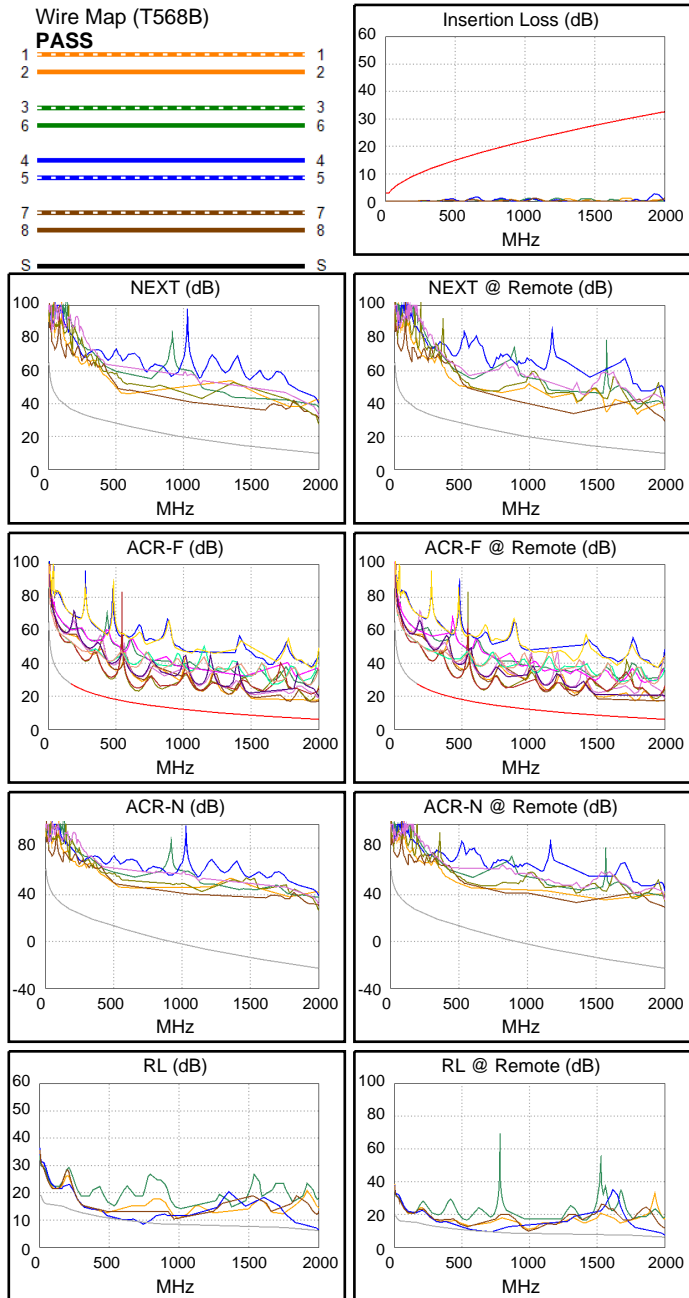 Wire Map (T568B)
PASS
1 1
2 2
3 3
6 6
4 4
5 5
7 7
8 8
S S
Insertion Loss (dB)
60
50
40
30
20
10
0
500 1000 1500 2000
MHz
NEXT (dB)
100
80
60
40
20
0
0 500 1000 1500 2000
MHz
NEXT @ Remote (dB)
100
80
60
40
20
0
0 500 1000 1500 2000
MHz
ACR-F (dB)
100
80
60
40
20
0
0 500 1000 1500 2000
MHz
ACR-F @ Remote (dB)
100
80
60
40
20
0
0 500 1000 1500 2000
MHz
ACR-N (dB)
80
40
0
-40
0 500 1000 1500 2000
MHz
ACR-N @ Remote (dB)
80
40
0
-40
0 500 1000 1500 2000
MHz
RL (dB)
60
50
40
30
20
10
0
0 500 1000 1500 2000
MHz
RL @ Remote (dB)
100
80
60
40
20
0
0 500 1000 1500 2000
MHz